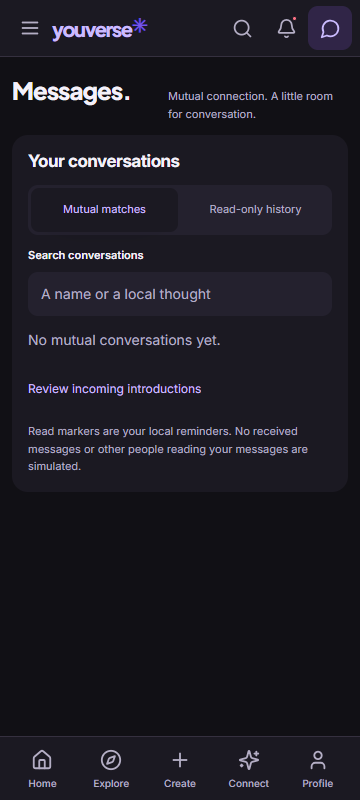 youverse
Messages.
Mutual connection. A little room
for conversation.
Your conversations
Mutual matches
Read-only history
Search conversations
A name or a local thought
No mutual conversations yet.
Review incoming introductions
Read markers are your local reminders. No received
messages or other people reading your messages are
simulated.
Home
Explore
Create
Connect
Profile